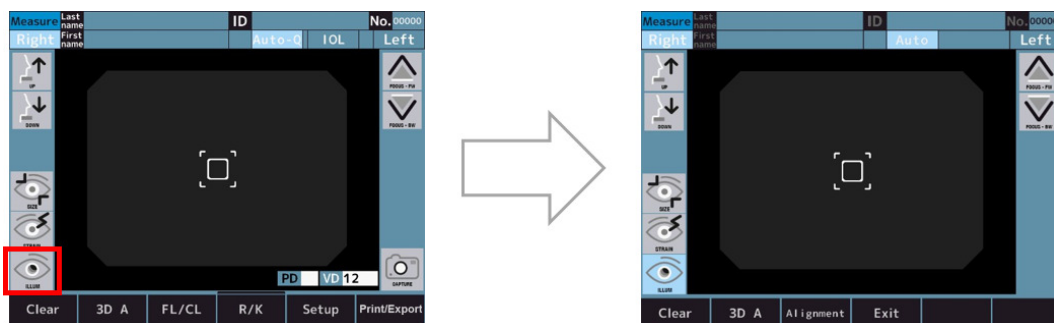 Measure Last name ID No. 00000
Right First name Auto-Q IOL Left
UP
DOWN
FOCUS - FW
FOCUS - BW
SIZE
STRAIN
ILLUM
CAPTURE
PD VD 12
Clear 3D A FL/CL R/K Setup Print/Export
Measure Last name ID No. 0000
Right First name Auto Left
UP
DOWN
FOCUS - FW
FOCUS - BW
SIZE
STRAIN
ILLUM
Clear 3D A Alignment Exit